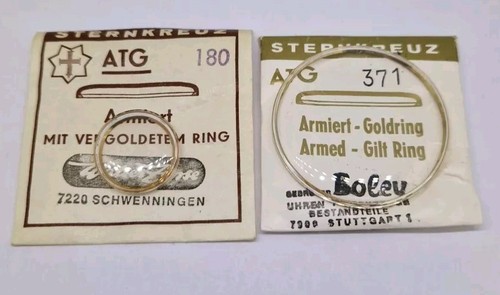 STERNKREUZ
ATG 180
Armiert
MIT VERGOLDETEM RING
7220 SCHWENNINGEN
STERNKREUZ
ATG 371
Armiert - Goldring
Armed - Gilt Ring
Boley
UHREN
BESTANDTEILE
7000 STUTTGART 1